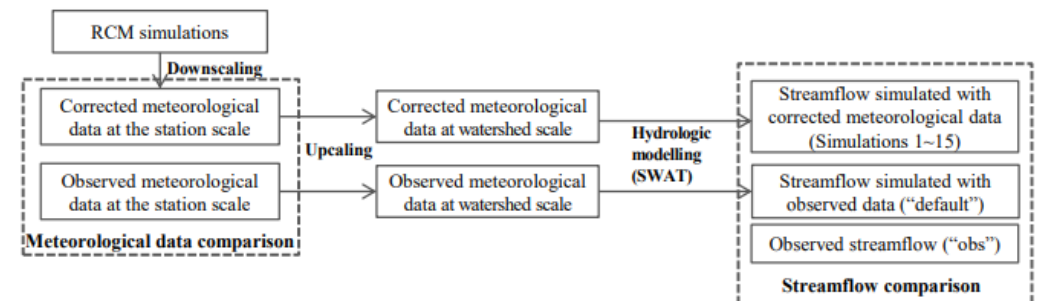 RCM simulations
Downscaling
Corrected meteorological
data at the station scale
Upcaling
Observed meteorological
data at the station scale
Meteorological data comparison
Corrected meteorological
data at watershed scale
Observed meteorological
data at watershed scale
Hydrologic
modelling
(SWAT)
Streamflow simulated with
corrected meteorological data
(Simulations 1~15)
Streamflow simulated with
observed data (“default”)
Observed streamflow (“obs”)
Streamflow comparison